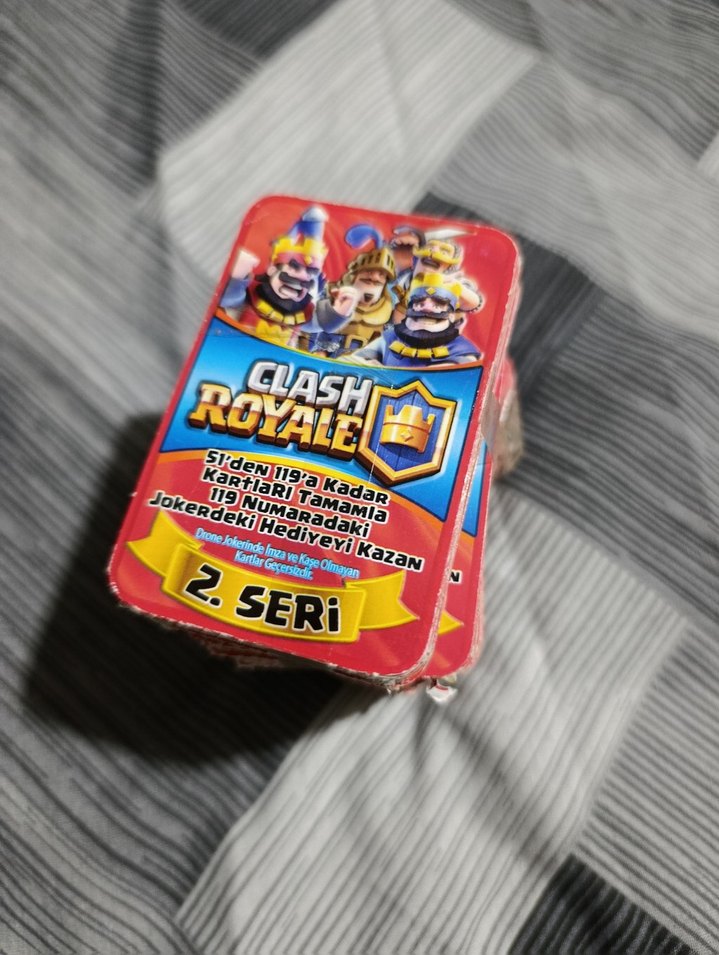 CLASH
ROYALE
51'den 119'a Kadar
Kartları Tamamla
119 Numaradaki
Jokerdeki Hediyeyi Kazan
Drone Jokerinde İmza ve Kaşe Olmayan
Kartlar Geçersizdir.
2. SERİ